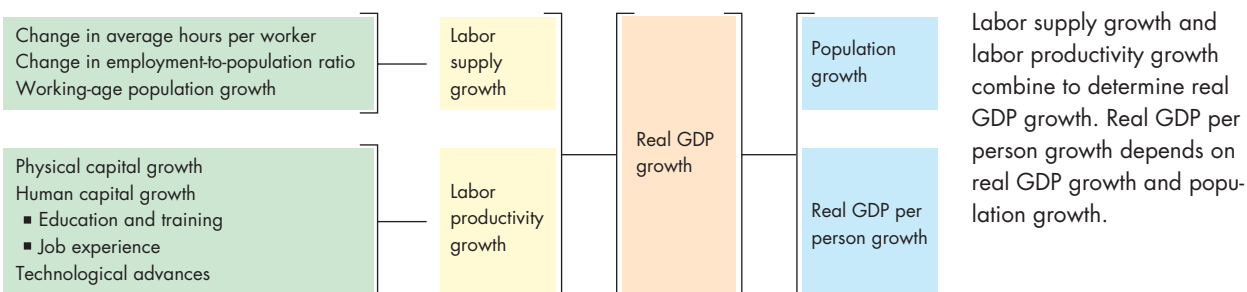 Change in average hours per worker
Change in employment-to-population ratio
Working-age population growth
Labor
supply
growth
Physical capital growth
Human capital growth
▪ Education and training
▪ Job experience
Technological advances
Labor
productivity
growth
Real GDP
growth
Population
growth
Real GDP per
person growth
Labor supply growth and
labor productivity growth
combine to determine real
GDP growth. Real GDP per
person growth depends on
real GDP growth and popu-
lation growth.